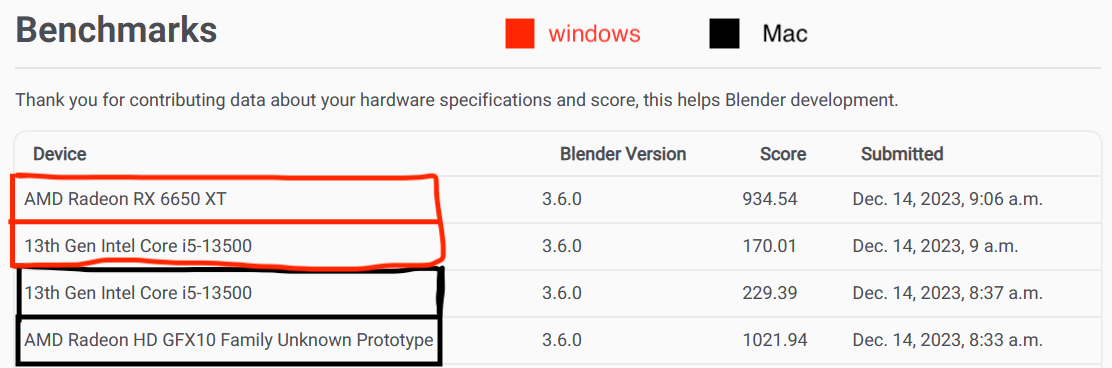 Benchmarks
windows
Mac
Thank you for contributing data about your hardware specifications and score, this helps Blender development.
Device Blender Version Score Submitted
AMD Radeon RX 6650 XT 3.6.0 934.54 Dec. 14, 2023, 9:06 a.m.
13th Gen Intel Core i5-13500 3.6.0 170.01 Dec. 14, 2023, 9 a.m.
13th Gen Intel Core i5-13500 3.6.0 229.39 Dec. 14, 2023, 8:37 a.m.
AMD Radeon HD GFX10 Family Unknown Prototype 3.6.0 1021.94 Dec. 14, 2023, 8:33 a.m.